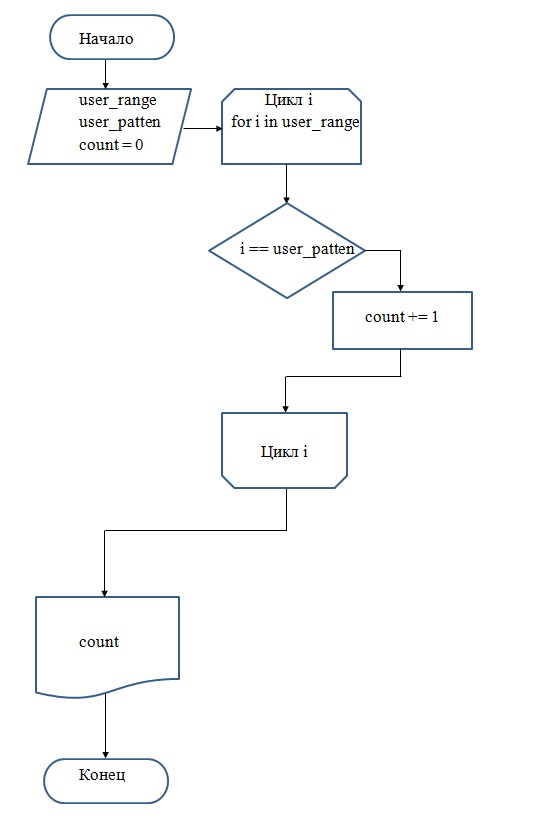 Начало
user_range
user_patten
count = 0
Цикл i
for i in user_range
i == user_patten
count += 1
Цикл i
count
Конец